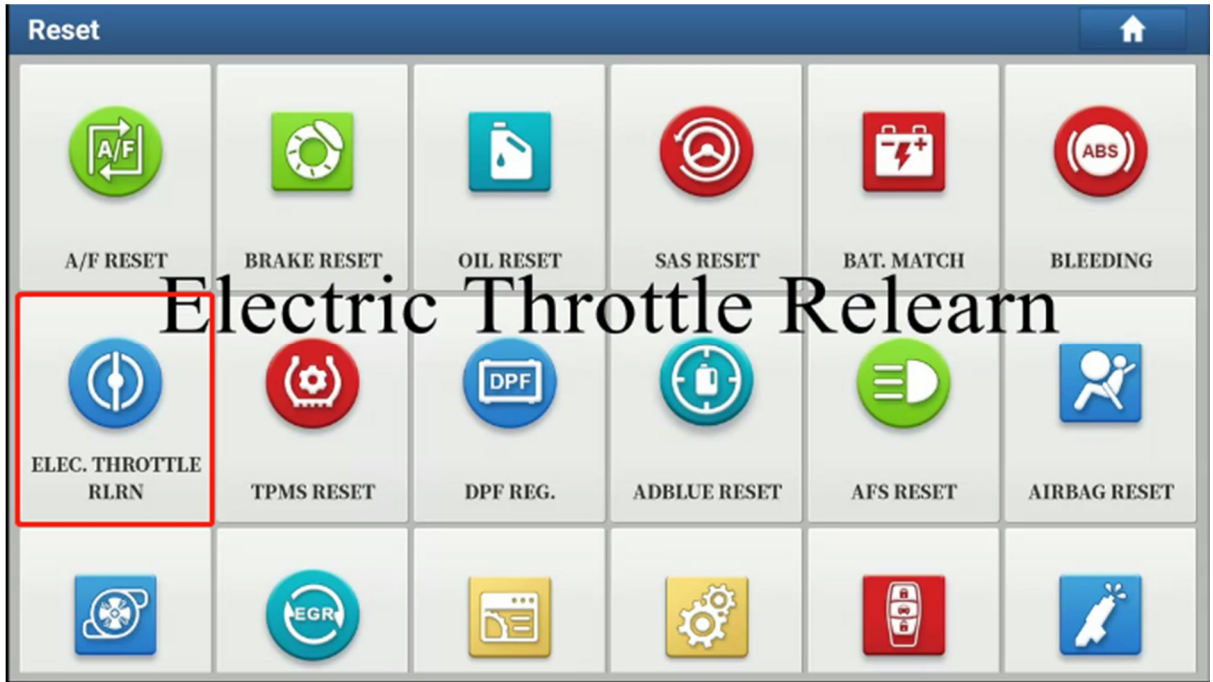 Reset
A/F
ABS
A/F RESET
BRAKE RESET
OIL RESET
SAS RESET
BAT. MATCH
BLEEDING
Electric Throttle Relearn
DPF
ELEC. THROTTLE
RLRN
TPMS RESET
DPF REG.
ADBLUE RESET
AFS RESET
AIRBAG RESET
EGR